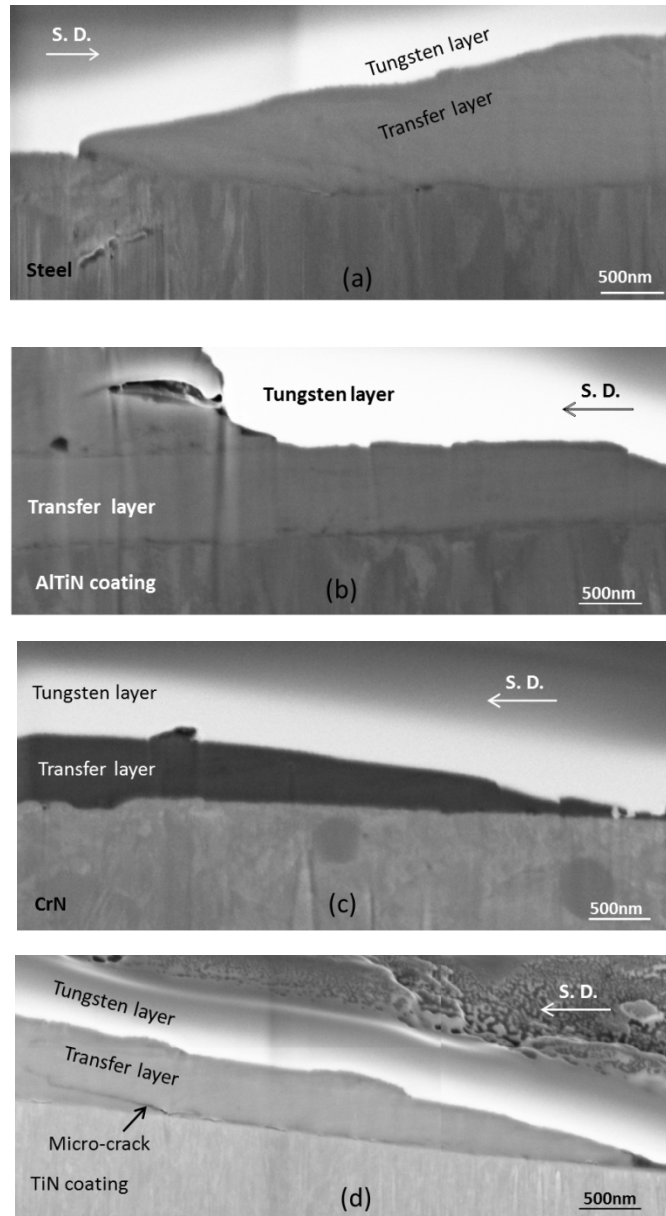 S. D.
Tungsten layer
Transfer layer
Steel
(a)
500nm
Tungsten layer
S. D.
Transfer layer
AlTiN coating
(b)
500nm
Tungsten layer
S. D.
Transfer layer
CrN
(c)
500nm
Tungsten layer
S. D.
Transfer layer
Micro-crack
TiN coating
(d)
500nm